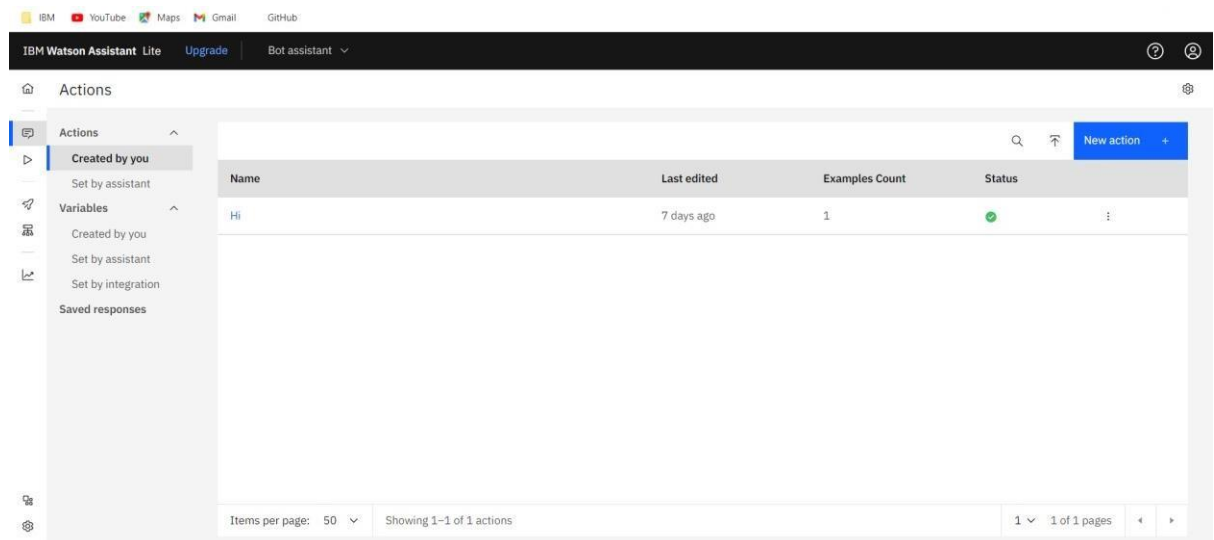 IBM YouTube Maps Gmail GitHub
IBM Watson Assistant Lite Upgrade Bot assistant
Actions
Actions
Created by you
Set by assistant
Variables
Created by you
Set by assistant
Set by integration
Saved responses
New action +
Name Last edited Examples Count Status
Hi 7 days ago 1
Items per page: 50 Showing 1–1 of 1 actions 1 1 of 1 pages